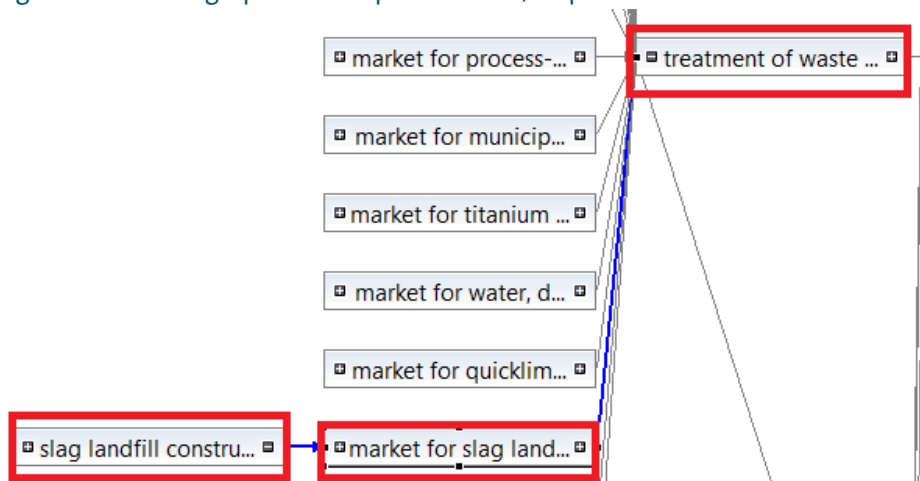 market for process-...
treatment of waste ...
market for municip...
market for titanium ...
market for water, d...
market for quicklim...
slag landfill constru...
market for slag land...